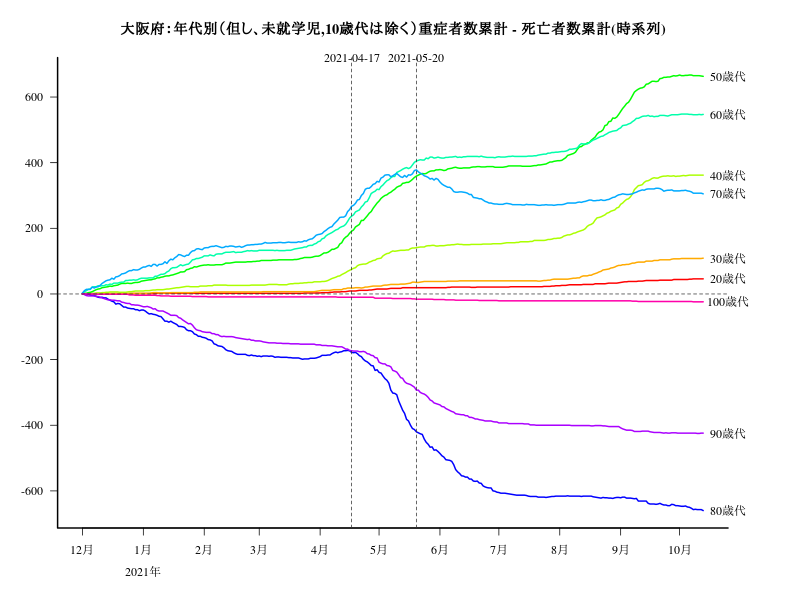 大阪府：年代別（但し、未就学児,10歳代は除く）重症者数累計 - 死亡者数累計(時系列)
2021-04-17 2021-05-20
600
400
200
0
-200
-400
-600
50歳代
60歳代
40歳代
70歳代
30歳代
20歳代
100歳代
90歳代
80歳代
12月 1月 2月 3月 4月 5月 6月 7月 8月 9月 10月
2021年